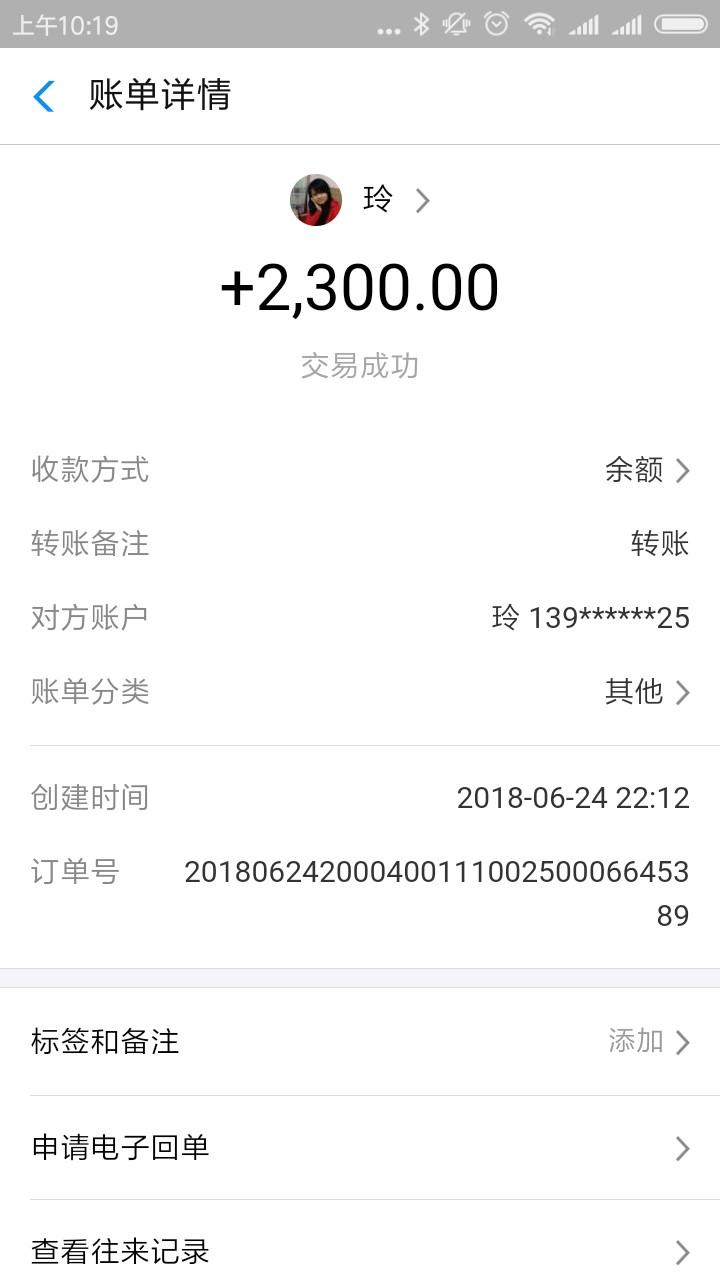 上午10:19
账单详情
玲
+2,300.00
交易成功
收款方式 余额
转账备注 转账
对方账户 玲 139******25
账单分类 其他
创建时间 2018-06-24 22:12
订单号 20180624200040011100250006645389
标签和备注 添加
申请电子回单
查看往来记录